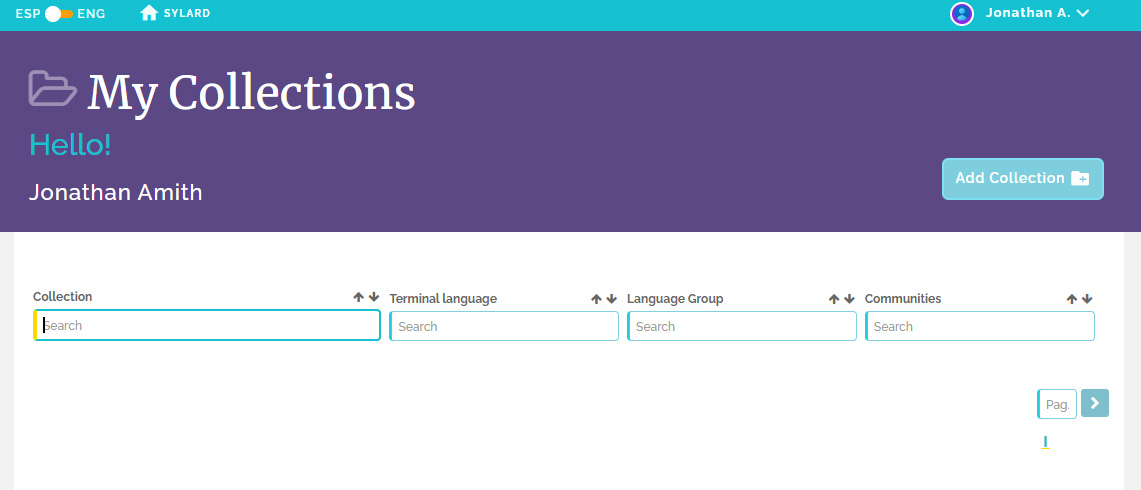 ESP ENG SYLARD Jonathan A.
My Collections
Hello!
Jonathan Amith
Add Collection
Collection Terminal language Language Group Communities
Search Search Search Search
Pag.
1